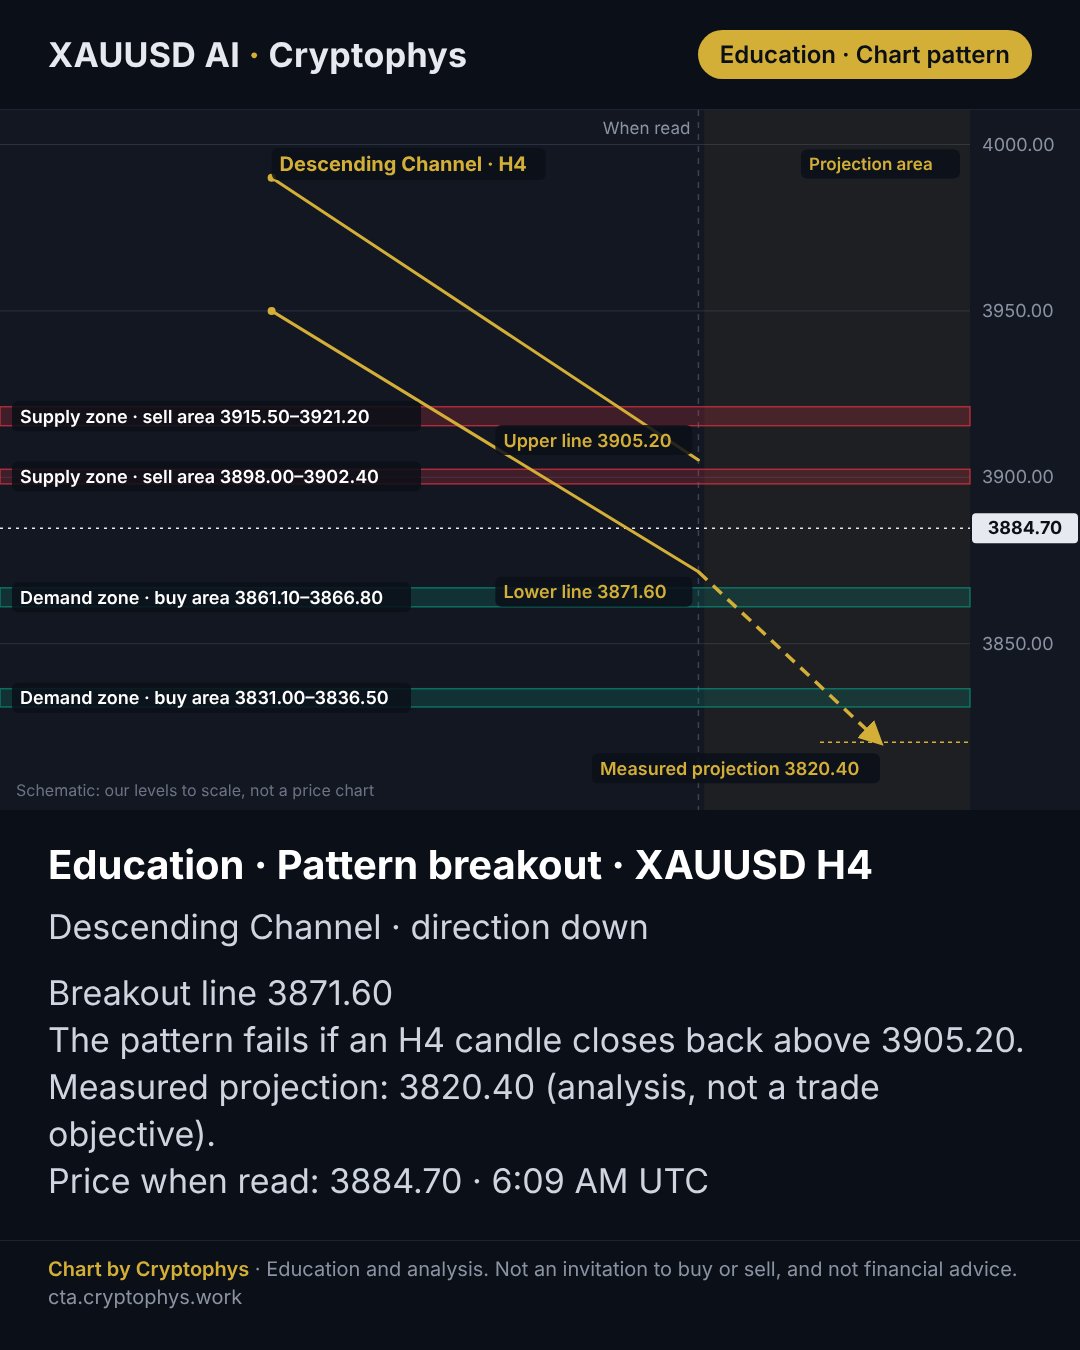 XAUUSD AI · Cryptophys
Education · Chart pattern
When read
4000.00
Descending Channel · H4
Projection area
3950.00
Supply zone · sell area 3915.50–3921.20
Upper line 3905.20
Supply zone · sell area 3898.00–3902.40
3900.00
3884.70
Lower line 3871.60
Demand zone · buy area 3861.10–3866.80
3850.00
Demand zone · buy area 3831.00–3836.50
Measured projection 3820.40
Schematic: our levels to scale, not a price chart
Education · Pattern breakout · XAUUSD H4
Descending Channel · direction down
Breakout line 3871.60
The pattern fails if an H4 candle closes back above 3905.20.
Measured projection: 3820.40 (analysis, not a trade
objective).
Price when read: 3884.70 · 6:09 AM UTC
Chart by Cryptophys · Education and analysis. Not an invitation to buy or sell, and not financial advice.
cta.cryptophys.work